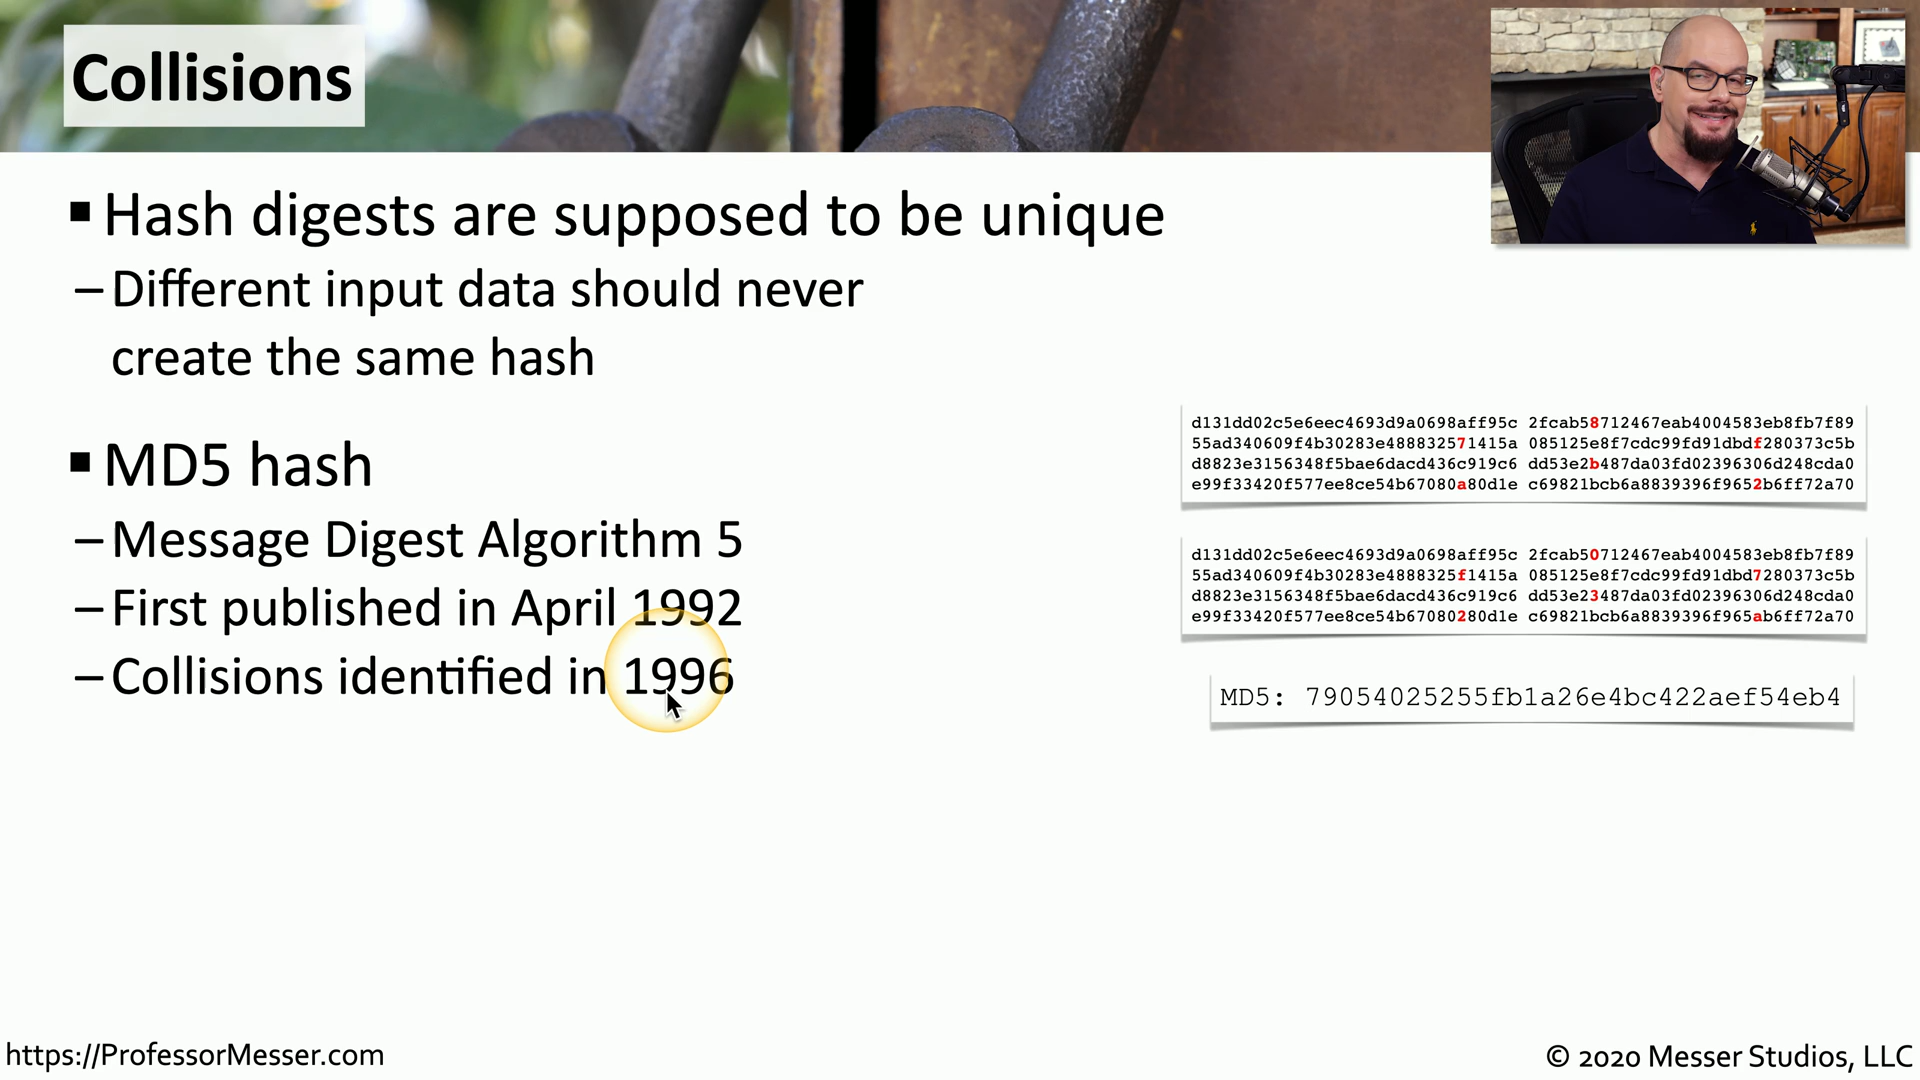 Collisions
Hash digests are supposed to be unique
–Different input data should never
create the same hash
MD5 hash
–Message Digest Algorithm 5
–First published in April 1992
–Collisions identified in 1996
d131dd02c5e6eec4693d9a0698aff95c 2fcab58712467eab4004583eb8fb7f89
55ad340609f4b30283e488832571415a 085125e8f7cdc99fd91dbdf280373c5b
d8823e3156348f5bae6dacd436c919c6 dd53e2b487da03fd02396306d248cda0
e99f33420f577ee8ce54b67080a80d1e c69821bcb6a8839396f9652b6ff72a70
d131dd02c5e6eec4693d9a0698aff95c 2fcab50712467eab4004583eb8fb7f89
55ad340609f4b30283e4888325f1415a 085125e8f7cdc99fd91dbd7280373c5b
d8823e3156348f5bae6dacd436c919c6 dd53e23487da03fd02396306d248cda0
e99f33420f577ee8ce54b67080280d1e c69821bcb6a8839396f965ab6ff72a70
MD5: 79054025255fb1a26e4bc422aef54eb4
https://ProfessorMesser.com
© 2020 Messer Studios, LLC